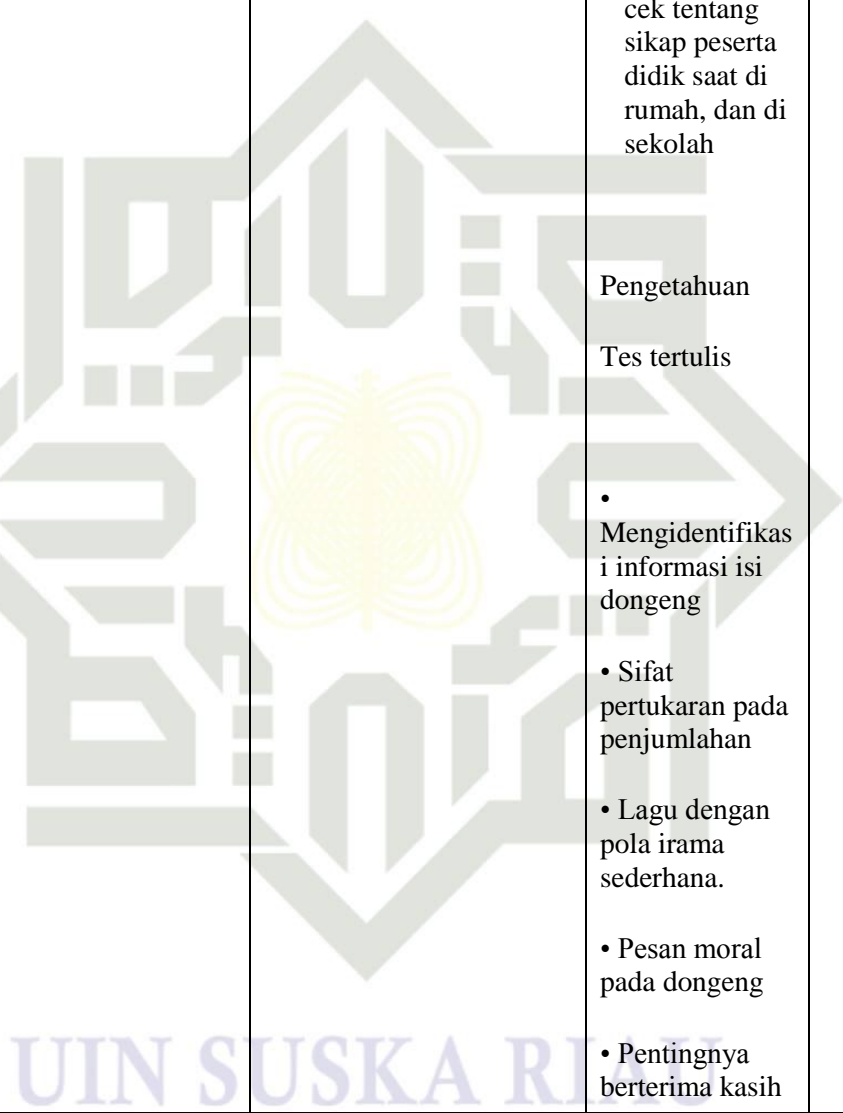 cek tentang
sikap peserta
didik saat di
rumah, dan di
sekolah
Pengetahuan
Tes tertulis
•
Mengidentifikas
i informasi isi
dongeng
• Sifat
pertukaran pada
penjumlahan
• Lagu dengan
pola irama
sederhana.
• Pesan moral
pada dongeng
• Pentingnya
berterima kasih
UIN SUSKA RIAU